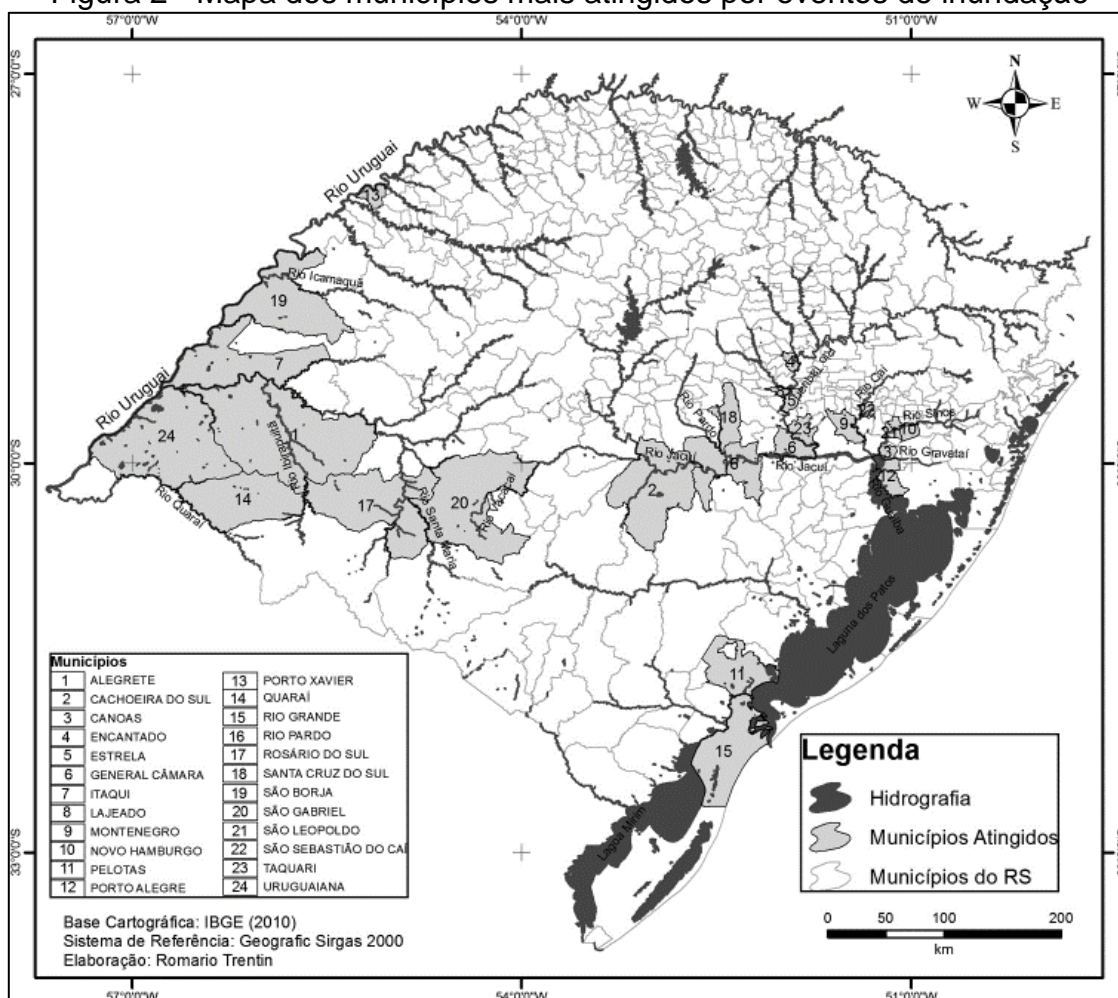 Figura 2 - Mapa dos municípios mais atingidos por eventos de inundação
57°0'0"W
54°0'0"W
51°0'0"W
27°0'0"S
N
W
E
S
Rio Uruguai
13
Rio Icamaquã
19
7
Rio Uruguai
24
Rio Ibirapuitã
14
Rio Quaraí
17
Rio Santa Maria
20
Rio Vacacaí
30°0'0"S
Rio Pardo
18
Rio Jacuí
16
2
Rio Taquari
5
23
6
Rio Jacuí
9
Rio Caí
Rio Sinos
10
3
Rio Gravataí
12
Laguna dos Patos
11
15
Lagoa Mirim
33°0'0"S
Municípios
1 ALEGRETE
2 CACHOEIRA DO SUL
3 CANOAS
4 ENCANTADO
5 ESTRELA
6 GENERAL CÂMARA
7 ITAQUI
8 LAJEADO
9 MONTENEGRO
10 NOVO HAMBURGO
11 PELOTAS
12 PORTO ALEGRE
13 PORTO XAVIER
14 QUARAÍ
15 RIO GRANDE
16 RIO PARDO
17 ROSÁRIO DO SUL
18 SANTA CRUZ DO SUL
19 SÃO BORJA
20 SÃO GABRIEL
21 SÃO LEOPOLDO
22 SÃO SEBASTIÃO DO CAÍ
23 TAQUARI
24 URUGUAIANA
Legenda
Hidrografia
Municípios Atingidos
Municípios do RS
0 50 100 200
km
Base Cartográfica: IBGE (2010)
Sistema de Referência: Geografic Sirgas 2000
Elaboração: Romario Trentin
57°0'0"W
54°0'0"W
51°0'0"W